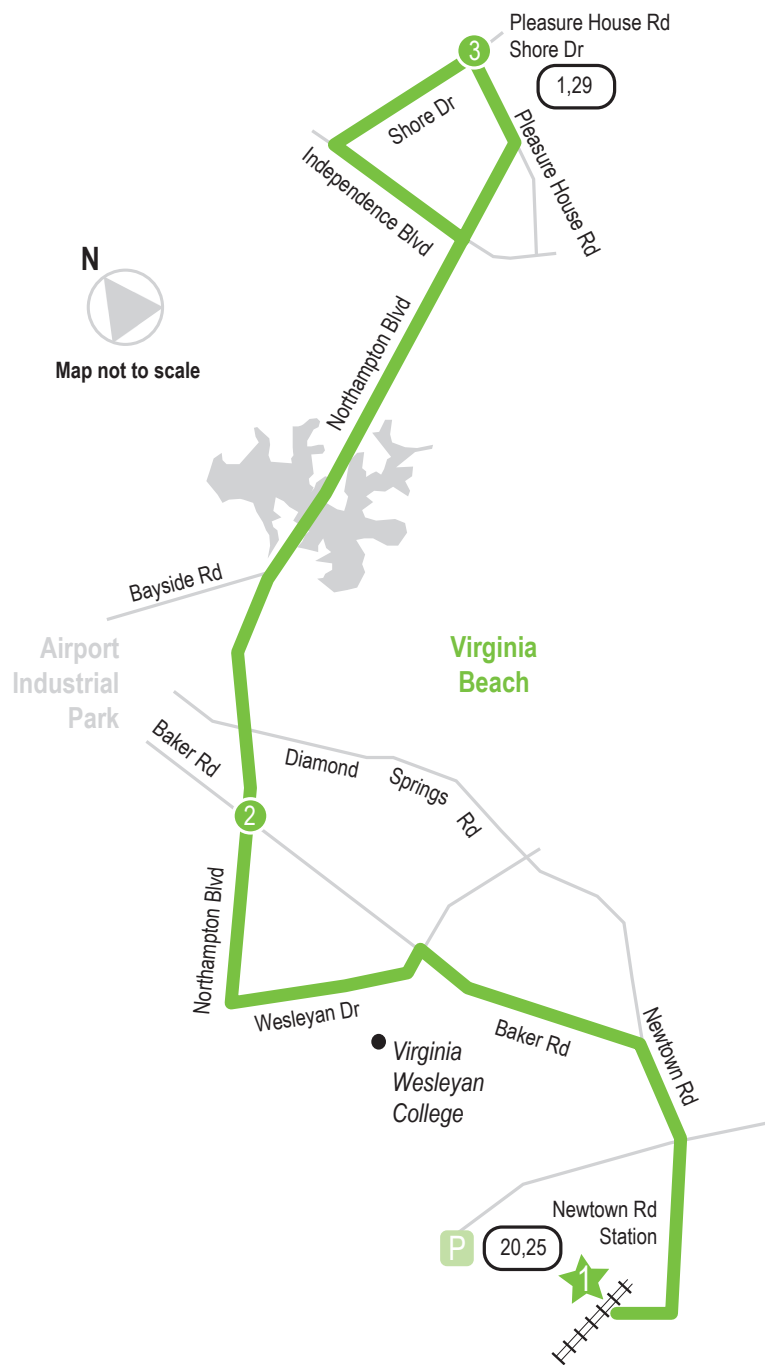 Pleasure House Rd
Shore Dr
3
1,29
Shore Dr
Pleasure House Rd
Independence Blvd
N
Map not to scale
Northampton Blvd
Bayside Rd
Airport
Industrial
Park
Virginia
Beach
Baker Rd
Diamond Springs Rd
2
Northampton Blvd
Wesleyan Dr
Baker Rd
Newtown Rd
Virginia
Wesleyan
College
Newtown Rd
Station
P
20,25
1